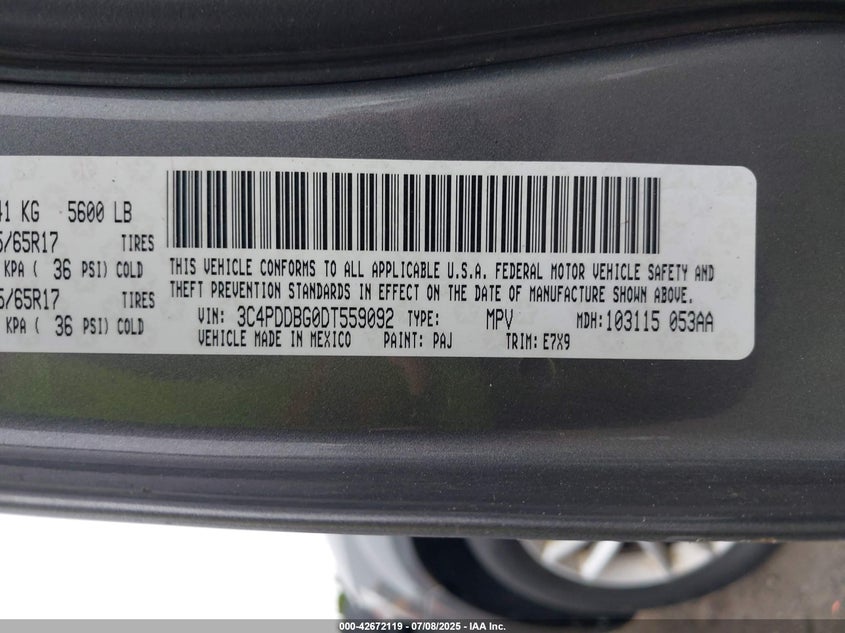 41 KG 5600 LB
5/65R17 TIRES
KPA ( 36 PSI) COLD
5/65R17 TIRES
KPA ( 36 PSI) COLD
THIS VEHICLE CONFORMS TO ALL APPLICABLE U.S.A. FEDERAL MOTOR VEHICLE SAFETY AND
THEFT PREVENTION STANDARDS IN EFFECT ON THE DATE OF MANUFACTURE SHOWN ABOVE.
VIN: 3C4PDDBG0DT559092 TYPE: MPV MDH: 103115 053AA
VEHICLE MADE IN MEXICO PAINT: PAJ TRIM: E7X9
000-42672119 - 07/08/2025 - IAA Inc.